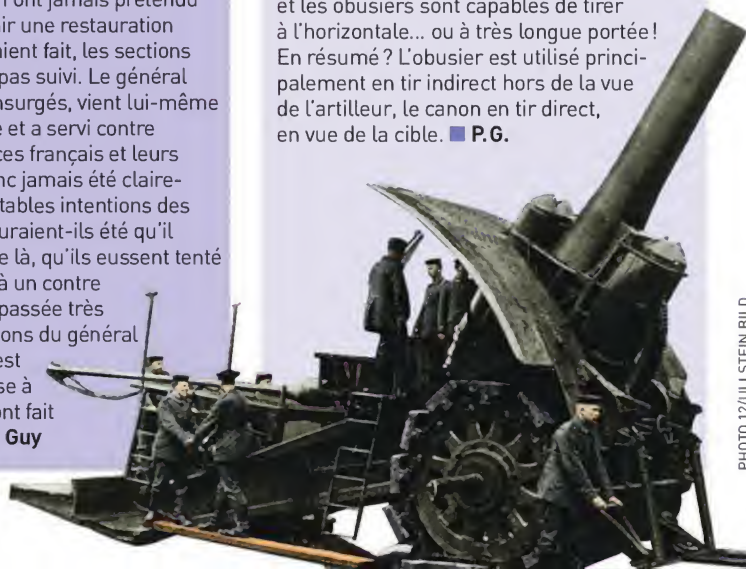 n'ont jamais prétendu
ir une restauration
aient fait, les sections
pas suivi. Le général
nsurgés, vient lui-même
e et a servi contre
ces français et leurs
nc jamais été claire-
tables intentions des
uraient-ils été qu'il
e là, qu'ils eussent tenté
à un contre
passée très
ons du général
est
se à
ont fait
Guy
et les obusiers sont capables de tirer
à l'horizontale... ou à très longue portée!
En résumé? L'obusier est utilisé princi-
palement en tir indirect hors de la vue
de l'artilleur, le canon en tir direct,
en vue de la cible. P.G.
PHOTO 12/ULLSTEIN BILD